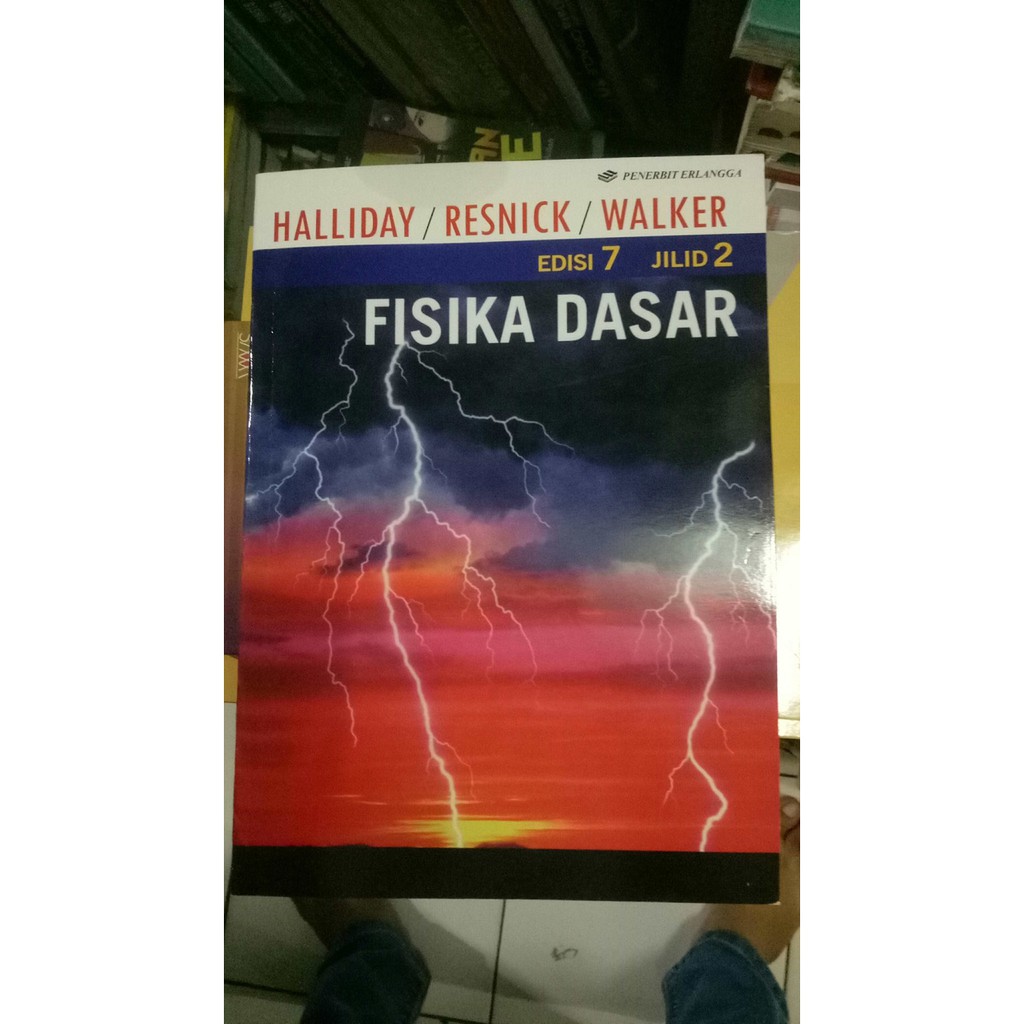 PENERBIT ERLANGGA
HALLIDAY / RESNICK / WALKER
EDISI 7 JILID 2
FISIKA DASAR